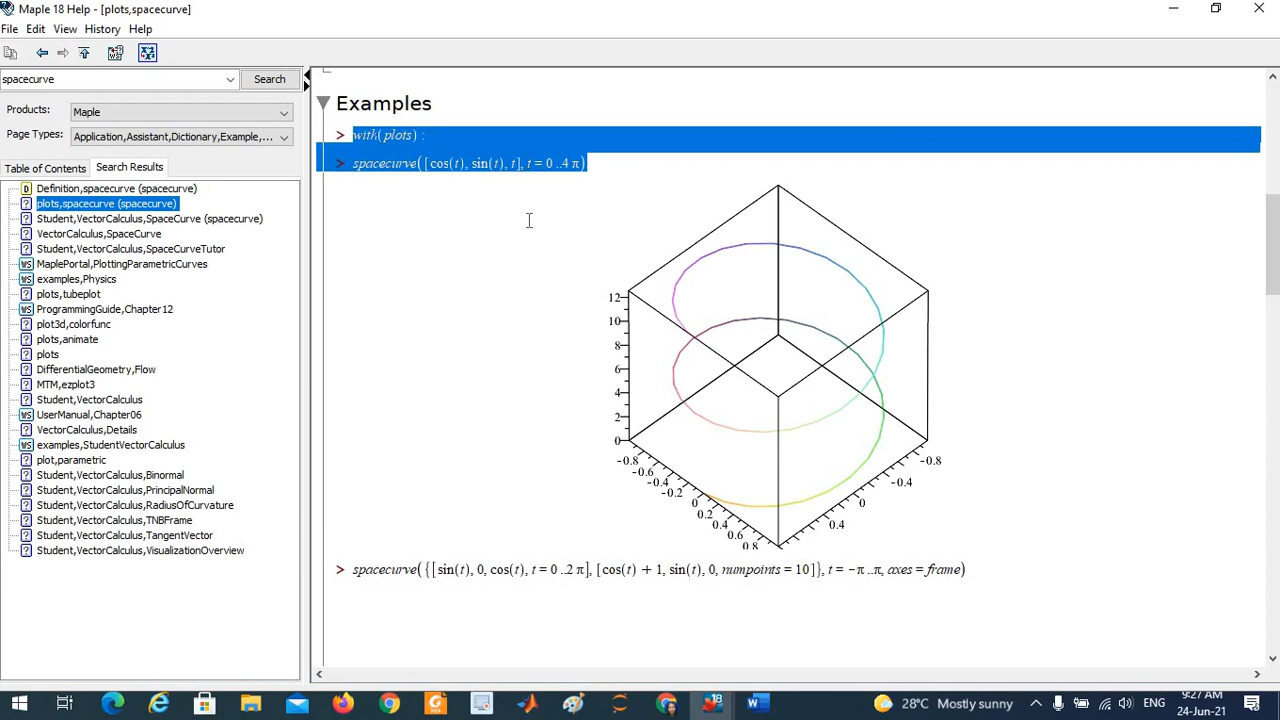 Maple 18 Help - [plots,spacecurve]
File Edit View History Help
spacecurve Search
Products: Maple
Page Types: Application,Assistant,Dictionary,Example,...
Table of Contents Search Results
Definition,spacecurve (spacecurve)
plots,spacecurve (spacecurve)
Student,VectorCalculus,SpaceCurve (spacecurve)
VectorCalculus,SpaceCurve
Student,VectorCalculus,SpaceCurveTutor
MaplePortal,PlottingParametricCurves
examples,Physics
plots,tubeplot
ProgrammingGuide,Chapter12
plot3d,colorfunc
plots,animate
plots
DifferentialGeometry,Flow
MTM,ezplot3
Student,VectorCalculus
UserManual,Chapter06
VectorCalculus,Details
examples,StudentVectorCalculus
plot,parametric
Student,VectorCalculus,Binormal
Student,VectorCalculus,PrincipalNormal
Student,VectorCalculus,RadiusOfCurvature
Student,VectorCalculus,TNBFrame
Student,VectorCalculus,TangentVector
Student,VectorCalculus,VisualizationOverview
Examples
> with(plots) :
> spacecurve([cos(t), sin(t), t], t = 0 ..4 π)
12
10
8
6
4
2
0
-0.8 -0.8
-0.6
-0.4 -0.4
-0.2
0 0
0.2
0.4 0.4
0.6
0.8
> spacecurve({[sin(t), 0, cos(t), t = 0 ..2 π], [cos(t) + 1, sin(t), 0, numpoints = 10]}, t = -π ..π, axes = frame)
28°C Mostly sunny ENG 9:27 AM
24-Jun-21